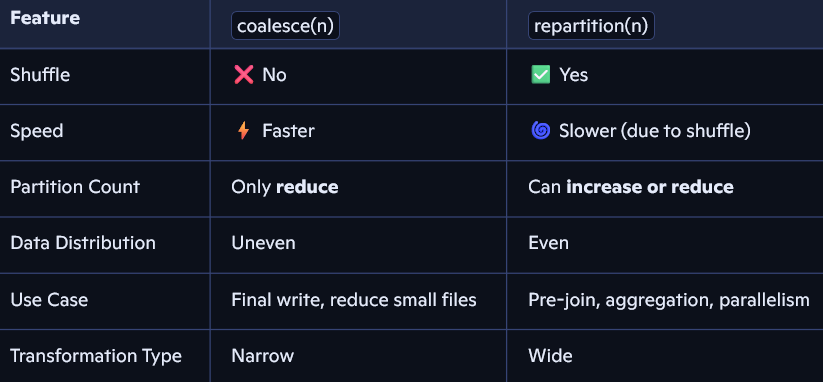 Feature coalesce(n) repartition(n)
Shuffle ❌ No ✅ Yes
Speed ⚡ Faster 🌀 Slower (due to shuffle)
Partition Count Only reduce Can increase or reduce
Data Distribution Uneven Even
Use Case Final write, reduce small files Pre-join, aggregation, parallelism
Transformation Type Narrow Wide